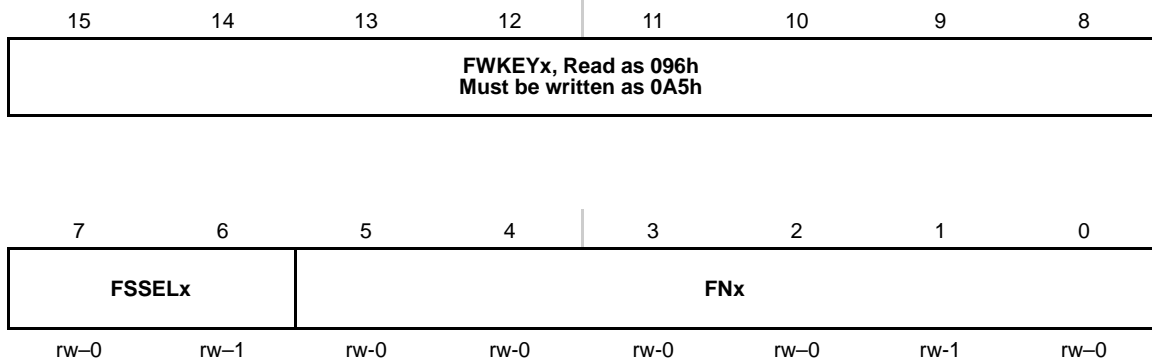 15 14 13 12 11 10 9 8
FWKEYx, Read as 096h
Must be written as 0A5h
7 6 5 4 3 2 1 0
FSSELx FNx
rw–0 rw–1 rw-0 rw-0 rw-0 rw–0 rw-1 rw–0